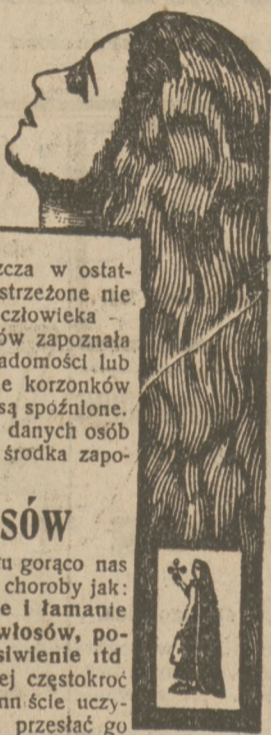 zcza w ostat-
strzeżone nie
człowieka -
ów zapoznała
adomości lub
e korzonków
są spóźnione.
danych osób
środka zapo-
SÓW
u gorąco nas
choroby jak:
e i łamanie
włosów, po-
siwienie itd
ej częstokroć
nn ście uczy-
przesłać go